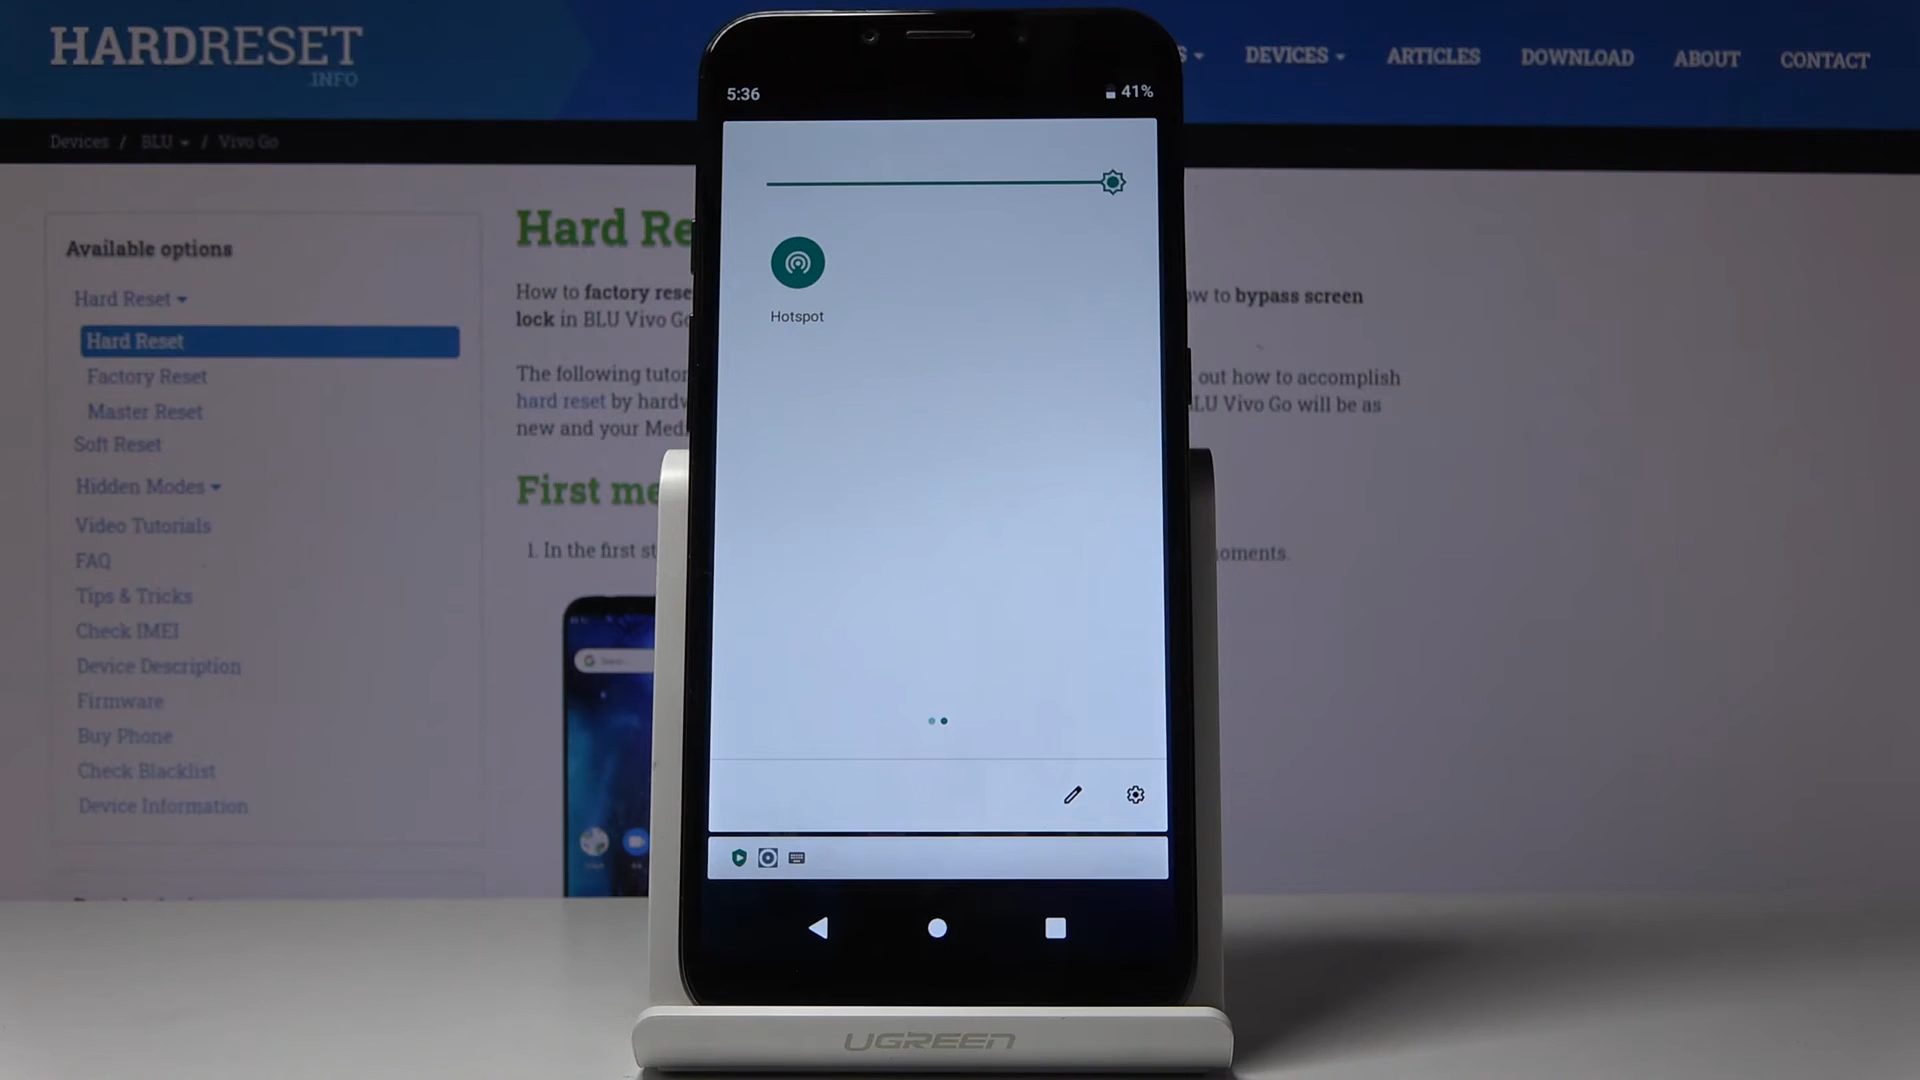 HARDRESET
.INFO
DEVICES
ARTICLES
DOWNLOAD
ABOUT
CONTACT
Devices / BLU / Vivo Go
5:36
41%
Available options
Hard Reset
Hard Reset
Factory Reset
Master Reset
Soft Reset
Hidden Modes
Video Tutorials
FAQ
Tips & Tricks
Check IMEI
Device Description
Firmware
Buy Phone
Check Blacklist
Device Information
Hard Re
How to factory rese
ow to bypass screen
lock in BLU Vivo Go
The following tutor
out how to accomplish
hard reset by hardw
LU Vivo Go will be as
new and your Med
First me
1. In the first st
oments.
Hotspot
UGREEN